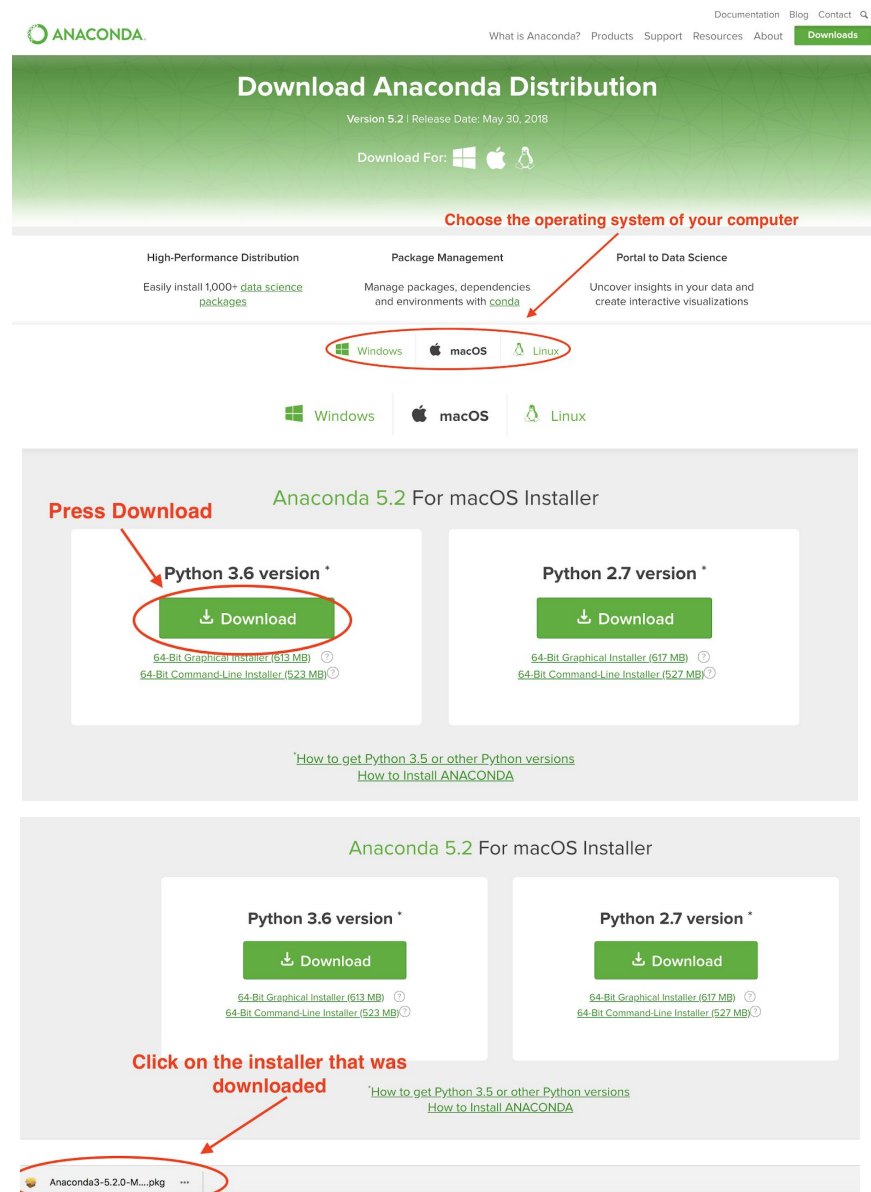 Documentation Blog Contact
ANACONDA.
What is Anaconda? Products Support Resources About Downloads
Download Anaconda Distribution
Version 5.2 | Release Date: May 30, 2018
Download For:
Choose the operating system of your computer
High-Performance Distribution
Easily install 1,000+ data science
packages
Package Management
Manage packages, dependencies
and environments with conda
Portal to Data Science
Uncover insights in your data and
create interactive visualizations
Windows macOS Linux
Windows macOS Linux
Anaconda 5.2 For macOS Installer
Press Download
Python 3.6 version *
Download
64-Bit Graphical Installer (613 MB) ?
64-Bit Command-Line Installer (523 MB) ?
Python 2.7 version *
Download
64-Bit Graphical Installer (617 MB) ?
64-Bit Command-Line Installer (527 MB) ?
*How to get Python 3.5 or other Python versions
How to Install ANACONDA
Anaconda 5.2 For macOS Installer
Python 3.6 version *
Download
64-Bit Graphical Installer (613 MB) ?
64-Bit Command-Line Installer (523 MB) ?
Python 2.7 version *
Download
64-Bit Graphical Installer (617 MB) ?
64-Bit Command-Line Installer (527 MB) ?
Click on the installer that was
downloaded
*How to get Python 3.5 or other Python versions
How to Install ANACONDA
Anaconda3-5.2.0-M....pkg ...